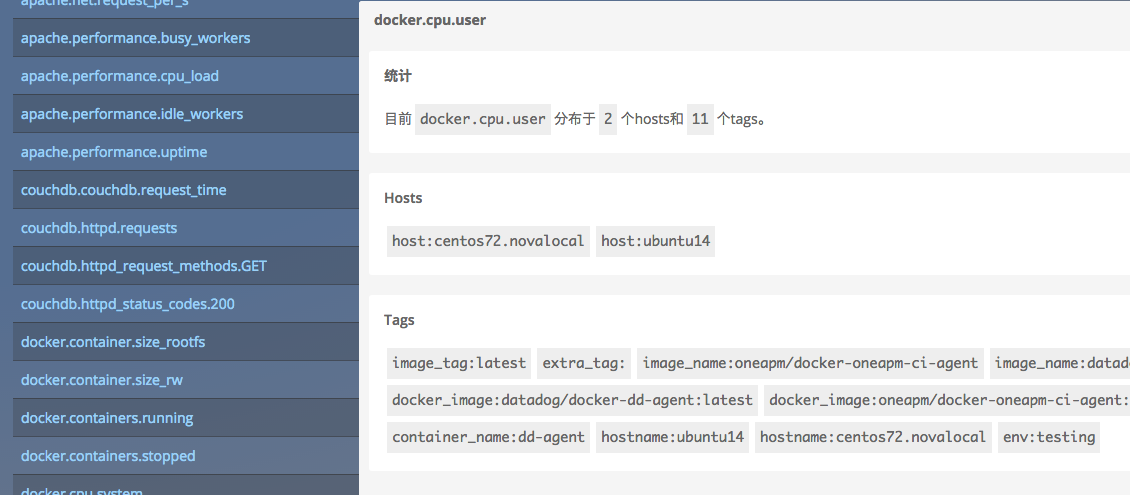 apache.net.request_per_s
apache.performance.busy_workers
apache.performance.cpu_load
apache.performance.idle_workers
apache.performance.uptime
couchdb.couchdb.request_time
couchdb.httpd.requests
couchdb.httpd_request_methods.GET
couchdb.httpd_status_codes.200
docker.container.size_rootfs
docker.container.size_rw
docker.containers.running
docker.containers.stopped
docker.cpu.system
docker.cpu.user
统计
目前 docker.cpu.user 分布于 2 个hosts和 11 个tags。
Hosts
host:centos72.novalocal host:ubuntu14
Tags
image_tag:latest extra_tag: image_name:oneapm/docker-oneapm-ci-agent image_name:datad
docker_image:datadog/docker-dd-agent:latest docker_image:oneapm/docker-oneapm-ci-agent:
container_name:dd-agent hostname:ubuntu14 hostname:centos72.novalocal env:testing